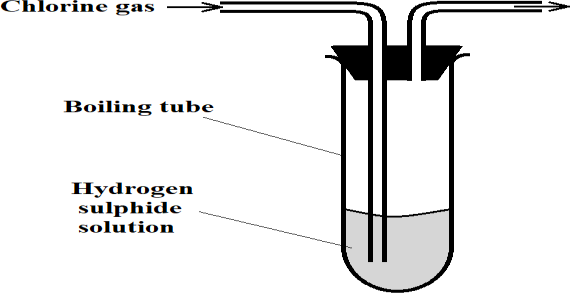 Chlorine gas
Boiling tube
Hydrogen
sulphide
solution